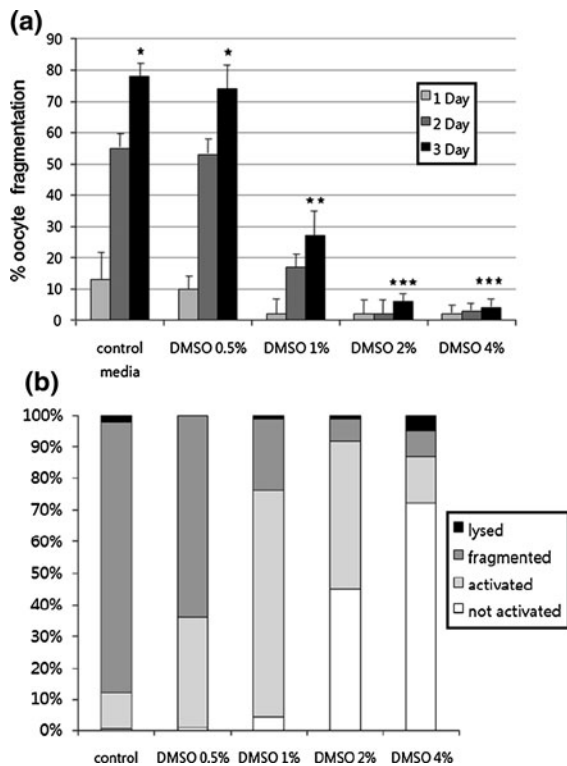 (a)
% oocyte fragmentation
90
80
70
60
50
40
30
20
10
0
★
★
★★
★★★
★★★
1 Day
2 Day
3 Day
control media
DMSO 0.5%
DMSO 1%
DMSO 2%
DMSO 4%
(b)
100%
90%
80%
70%
60%
50%
40%
30%
20%
10%
0%
lysed
fragmented
activated
not activated
control
DMSO 0.5%
DMSO 1%
DMSO 2%
DMSO 4%